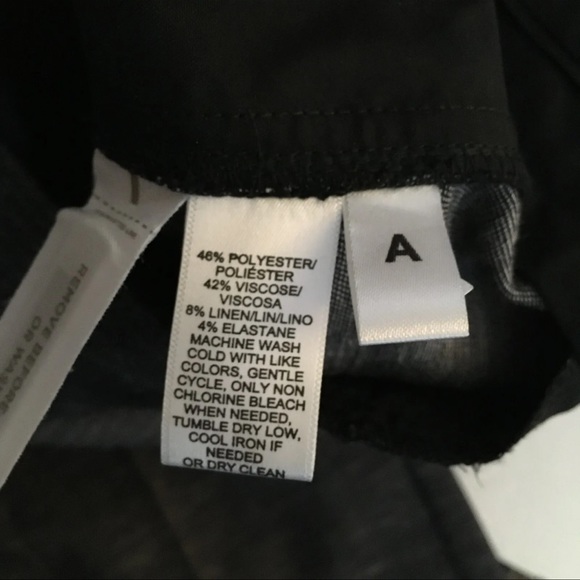 46% POLYESTER/
POLIÉSTER
42% VISCOSE/
VISCOSA
8% LINEN/LIN/LINO
4% ELASTANE
MACHINE WASH
COLD WITH LIKE
COLORS, GENTLE
CYCLE, ONLY NON
CHLORINE BLEACH
WHEN NEEDED,
TUMBLE DRY LOW,
COOL IRON IF
NEEDED
OR DRY CLEAN
A
REMOVE BEFORE